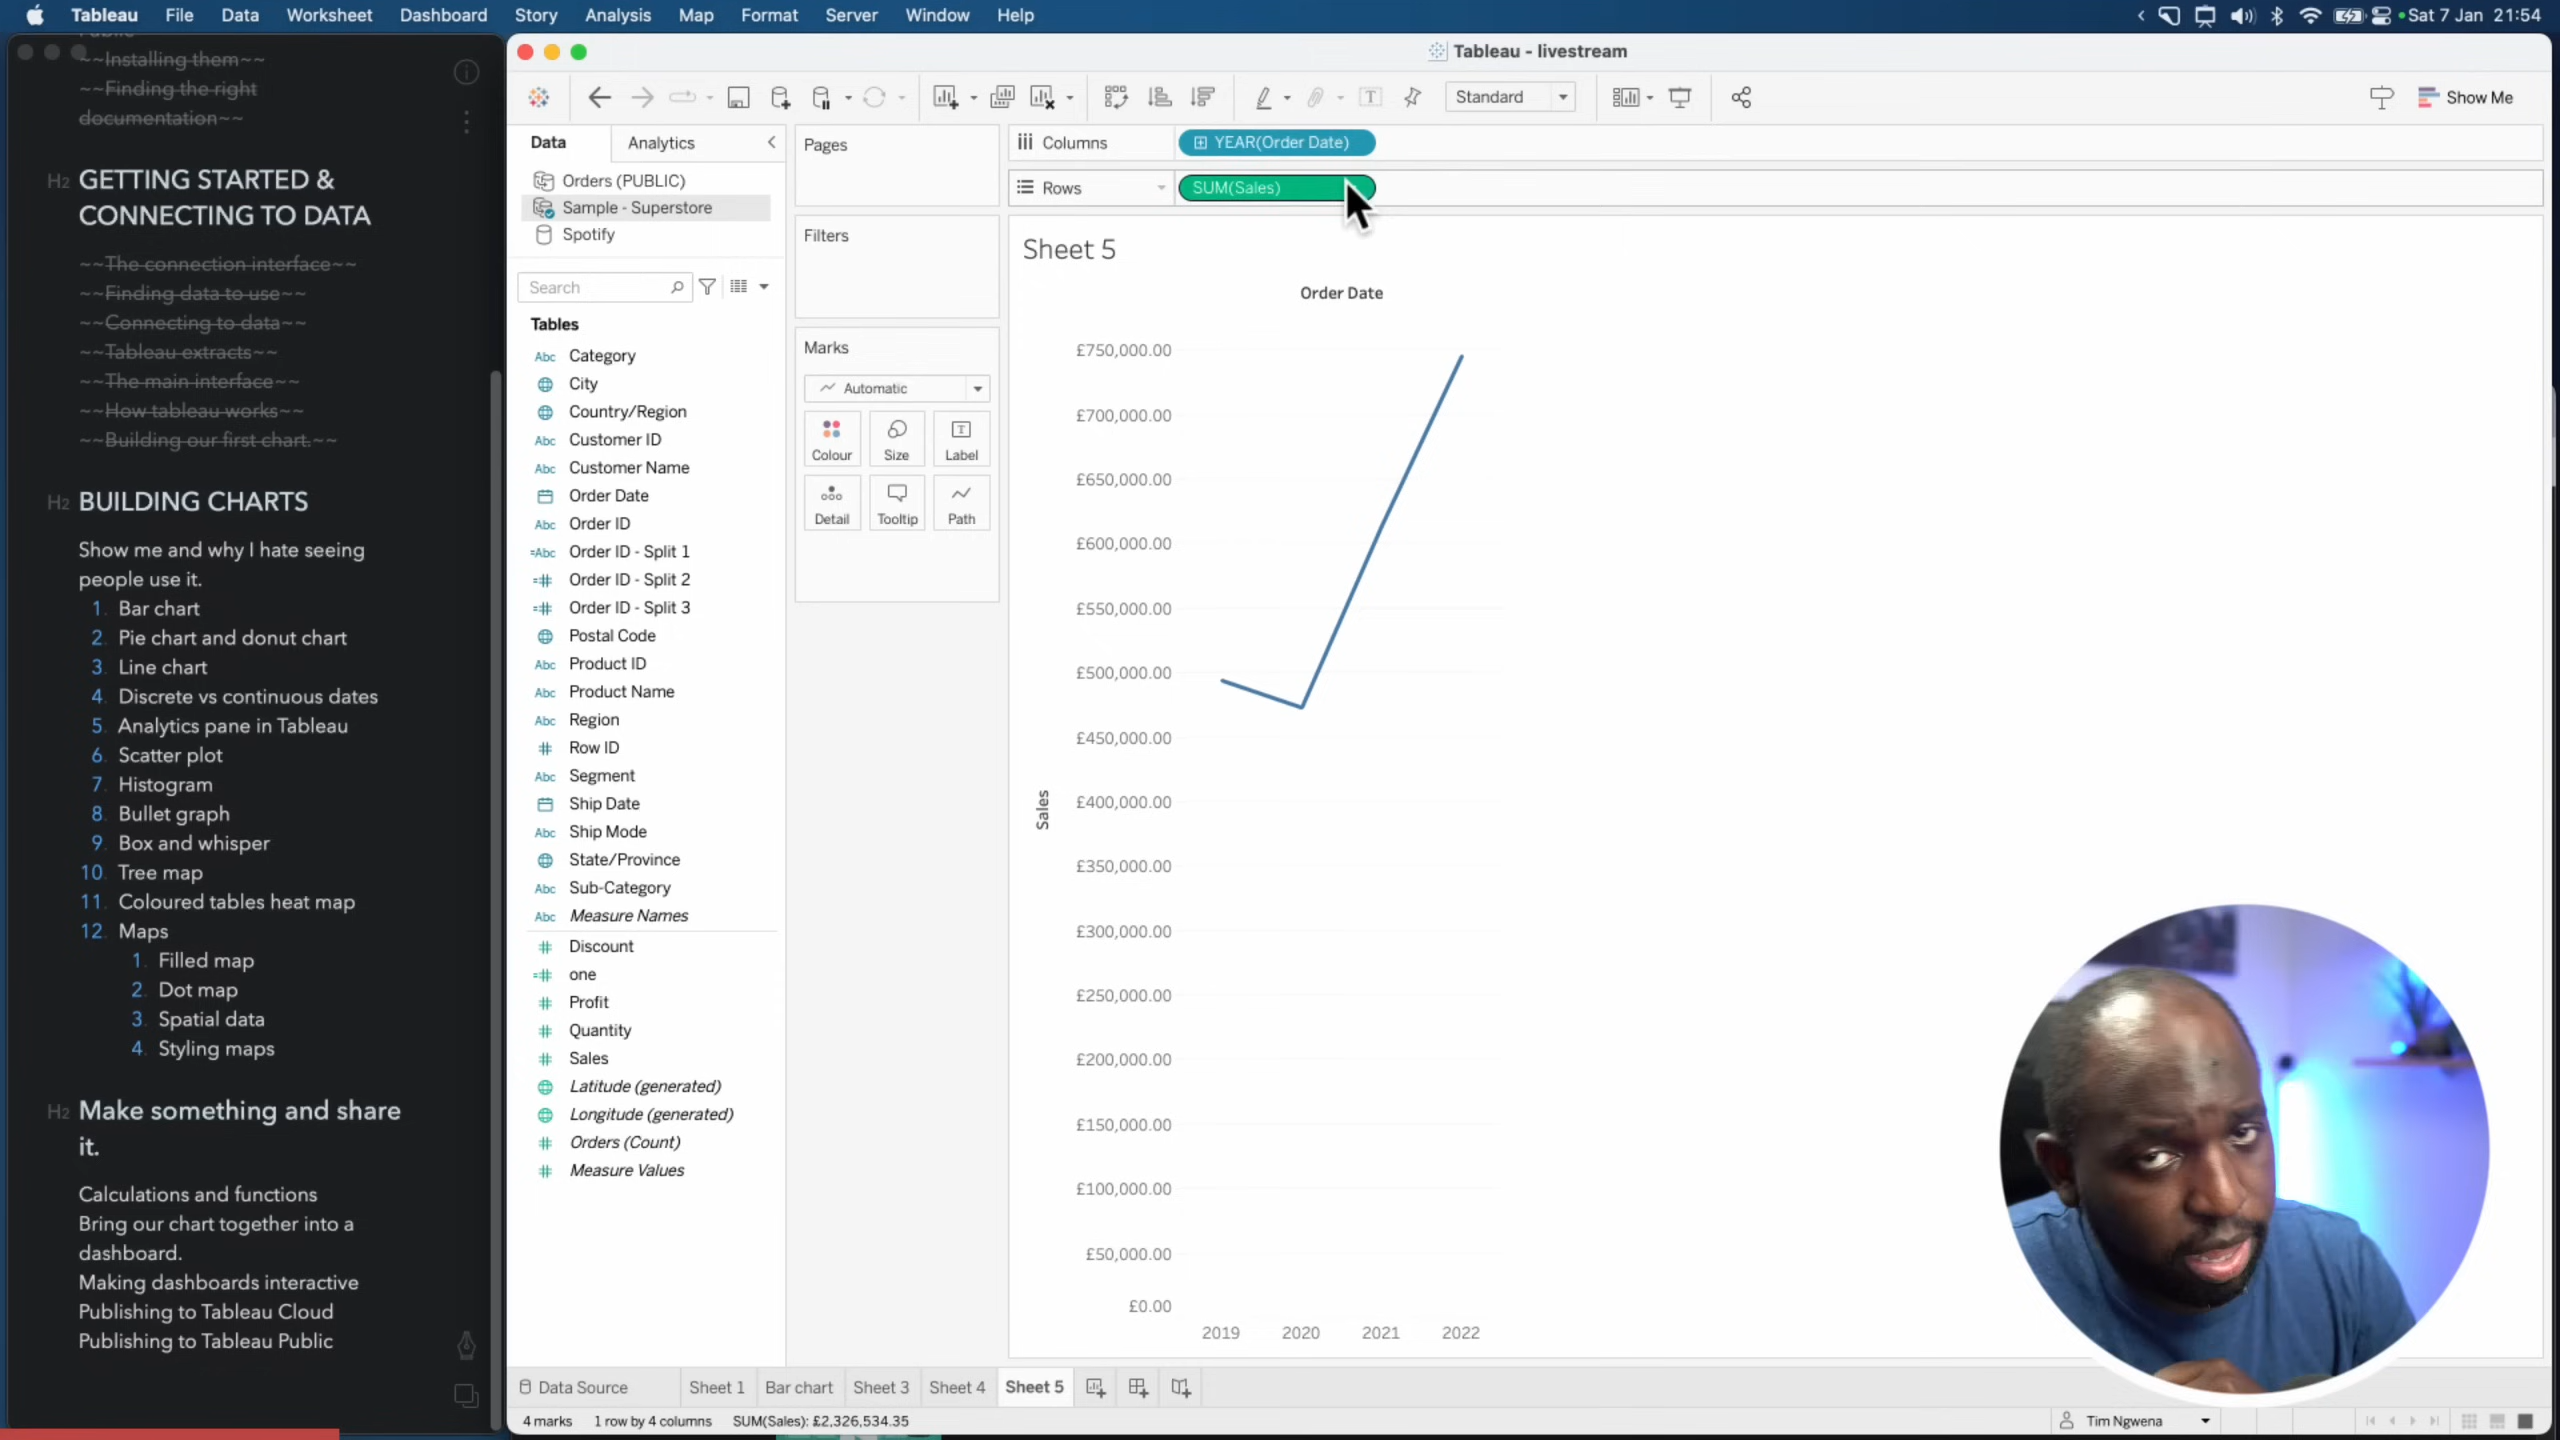 Tableau File Data Worksheet Dashboard Story Analysis Map Format Server Window Help
Sat 7 Jan 21:54
~~Installing them~~
~~Finding the right
documentation~~
H2 GETTING STARTED &
CONNECTING TO DATA
~~The connection interface~~
~~Finding data to use~~
~~Connecting to data~~
~~Tableau extracts~~
~~The main interface~~
~~How tableau works~~
~~Building our first chart.~~
H2 BUILDING CHARTS
Show me and why I hate seeing
people use it.
1. Bar chart
2. Pie chart and donut chart
3. Line chart
4. Discrete vs continuous dates
5. Analytics pane in Tableau
6. Scatter plot
7. Histogram
8. Bullet graph
9. Box and whisper
10. Tree map
11. Coloured tables heat map
12. Maps
1. Filled map
2. Dot map
3. Spatial data
4. Styling maps
H2 Make something and share
it.
Calculations and functions
Bring our chart together into a
dashboard.
Making dashboards interactive
Publishing to Tableau Cloud
Publishing to Tableau Public
Tableau - livestream
Standard
Show Me
Data
Analytics
Orders (PUBLIC)
Sample - Superstore
Spotify
Search
Tables
Abc Category
City
Country/Region
Abc Customer ID
Abc Customer Name
Order Date
Abc Order ID
=Abc Order ID - Split 1
=# Order ID - Split 2
=# Order ID - Split 3
Postal Code
Abc Product ID
Abc Product Name
Abc Region
# Row ID
Abc Segment
Ship Date
Abc Ship Mode
State/Province
Abc Sub-Category
Abc Measure Names
# Discount
=# one
# Profit
# Quantity
# Sales
Latitude (generated)
Longitude (generated)
# Orders (Count)
# Measure Values
Pages
Filters
Marks
Automatic
Colour Size Label
Detail Tooltip Path
Columns YEAR(Order Date)
Rows SUM(Sales)
Sheet 5
Order Date
£750,000.00
£700,000.00
£650,000.00
£600,000.00
£550,000.00
£500,000.00
£450,000.00
£400,000.00
£350,000.00
£300,000.00
£250,000.00
£200,000.00
£150,000.00
£100,000.00
£50,000.00
£0.00
Sales
2019 2020 2021 2022
Data Source Sheet 1 Bar chart Sheet 3 Sheet 4 Sheet 5
4 marks 1 row by 4 columns SUM(Sales): £2,326,534.35
Tim Ngwena